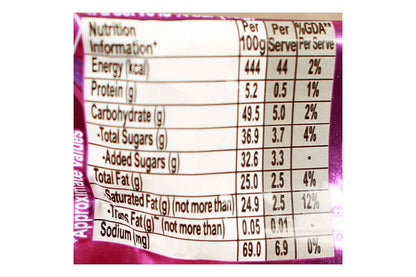 Nutrition Information* Per 100g Per Serve %GDA** Per Serve
Energy (kcal) 444 44 2%
Protein (g) 5.2 0.5 1%
Carbohydrate (g) 49.5 5.0 2%
-Total Sugars (g) 36.9 3.7 4%
-Added Sugars (g) 32.6 3.3 -
Total Fat (g) 25.0 2.5 4%
-Saturated Fat (g) (not more than) 24.9 2.5 12%
-Trans Fat (g) (not more than) 0.05 0.01 -
Sodium (mg) 69.0 6.9 0%
*Approximate values